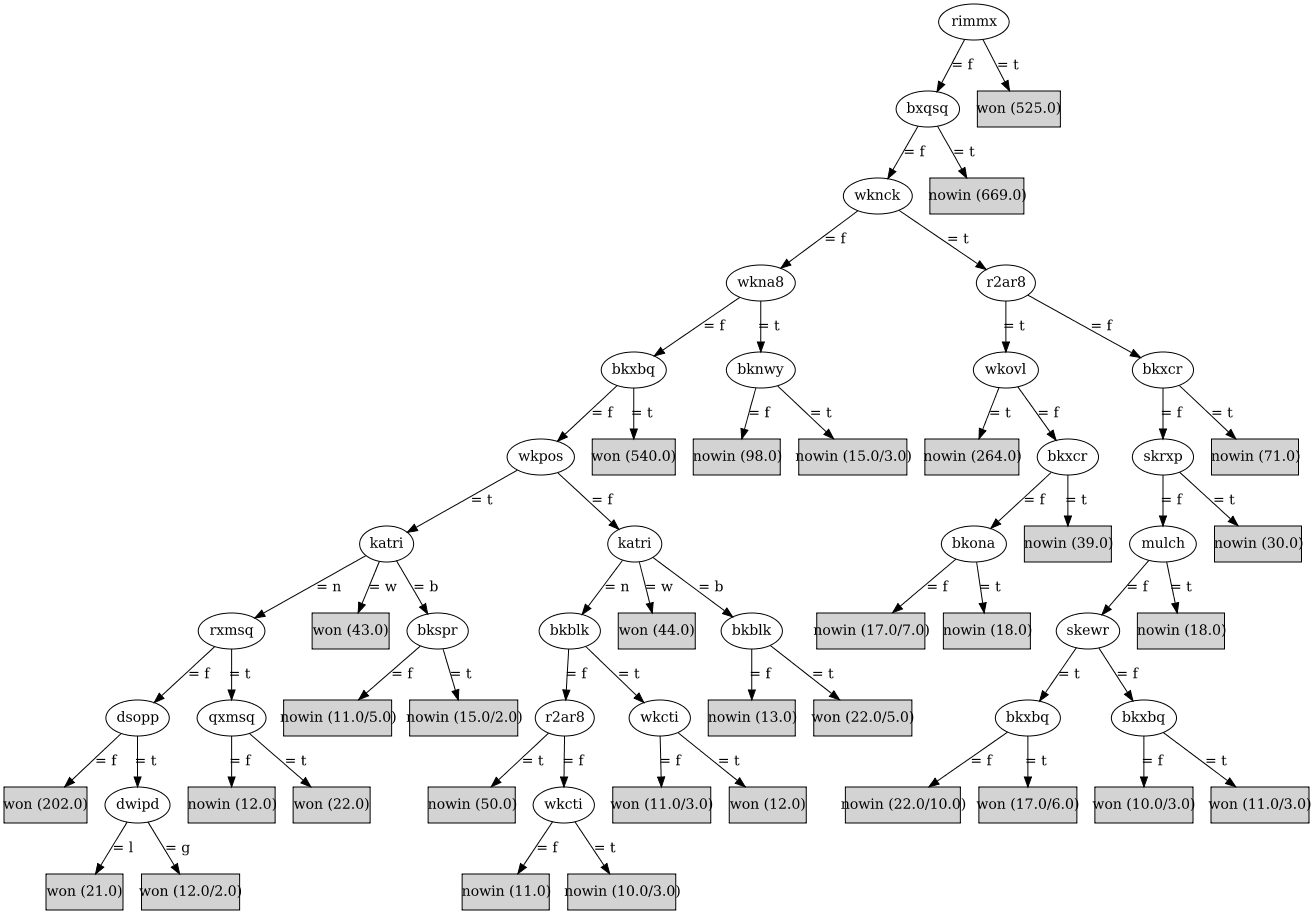 rimmx
= f = t
bxqsq won (525.0)
= f = t
wknck nowin (669.0)
= f = t
wkna8 r2ar8
= f = t = t = f
bkxbq bknwy wkovl bkxcr
= f = t = f = t = t = f = f = t
wkpos won (540.0) nowin (98.0) nowin (15.0/3.0) nowin (264.0) bkxcr skrxp nowin (71.0)
= t = f = f = t = f = t
katri katri bkona nowin (39.0) mulch nowin (30.0)
= n = w = b = n = w = b = f = t = f = t
rxmsq won (43.0) bkspr bkblk won (44.0) bkblk nowin (17.0/7.0) nowin (18.0) skewr nowin (18.0)
= f = t = f = t = f = t = f = t = t = f
dsopp qxmsq nowin (11.0/5.0) nowin (15.0/2.0) r2ar8 wkcti nowin (13.0) won (22.0/5.0) bkxbq bkxbq
= f = t = f = t = t = f = f = t = f = t = f = t
won (202.0) dwipd nowin (12.0) won (22.0) nowin (50.0) wkcti won (11.0/3.0) won (12.0) nowin (22.0/10.0) won (17.0/6.0) won (10.0/3.0) won (11.0/3.0)
= l = g = f = t
won (21.0) won (12.0/2.0) nowin (11.0) nowin (10.0/3.0)